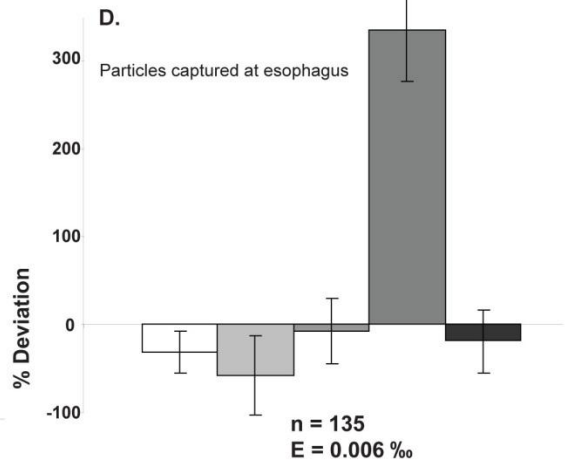 D.
Particles captured at esophagus
% Deviation
300
200
100
0
-100
n = 135
E = 0.006 ‰